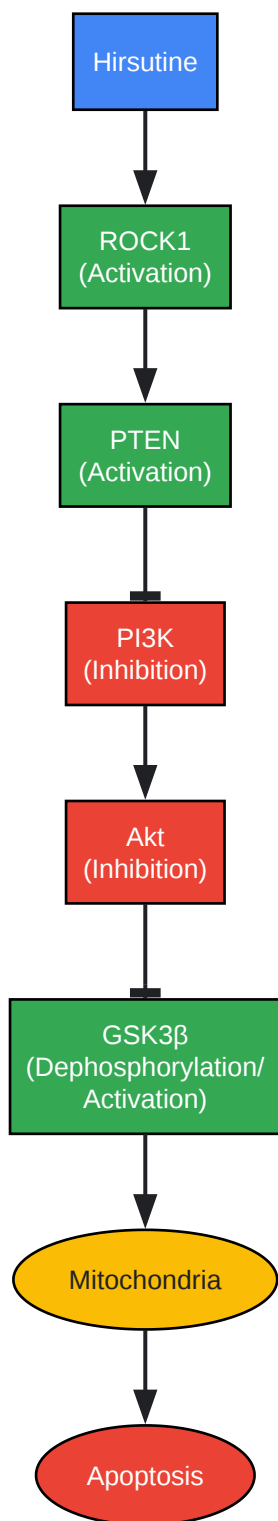 Hirsutine
ROCK1
(Activation)
PTEN
(Activation)
PI3K
(Inhibition)
Akt
(Inhibition)
GSK3β
(Dephosphorylation/
Activation)
Mitochondria
Apoptosis